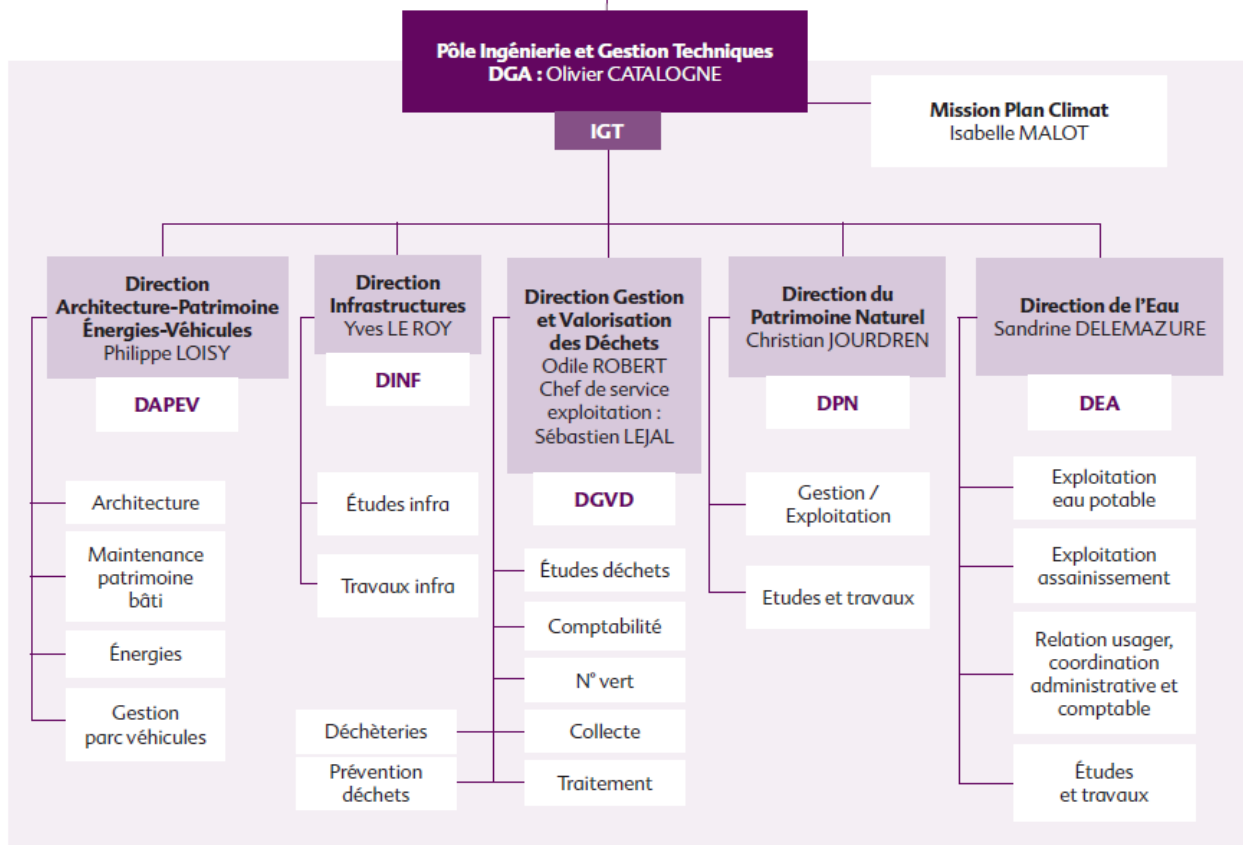 Pôle Ingénierie et Gestion Techniques
DGA : Olivier CATALOGNE
IGT
Mission Plan Climat
Isabelle MALOT
Direction
Architecture-Patrimoine
Énergies-Véhicules
Philippe LOISY
DAPEV
Architecture
Maintenance
patrimoine
bâti
Énergies
Gestion
parc véhicules
Direction
Infrastructures
Yves LE ROY
DINF
Études infra
Travaux infra
Direction Gestion
et Valorisation
des Déchets
Odile ROBERT
Chef de service
exploitation :
Sébastien LEJAL
DGVD
Études déchets
Comptabilité
N° vert
Déchèteries
Collecte
Prévention
déchets
Traitement
Direction du
Patrimoine Naturel
Christian JOURDREN
DPN
Gestion /
Exploitation
Etudes et travaux
Direction de l’Eau
Sandrine DELEMAZURE
DEA
Exploitation
eau potable
Exploitation
assainissement
Relation usager,
coordination
administrative et
comptable
Études
et travaux